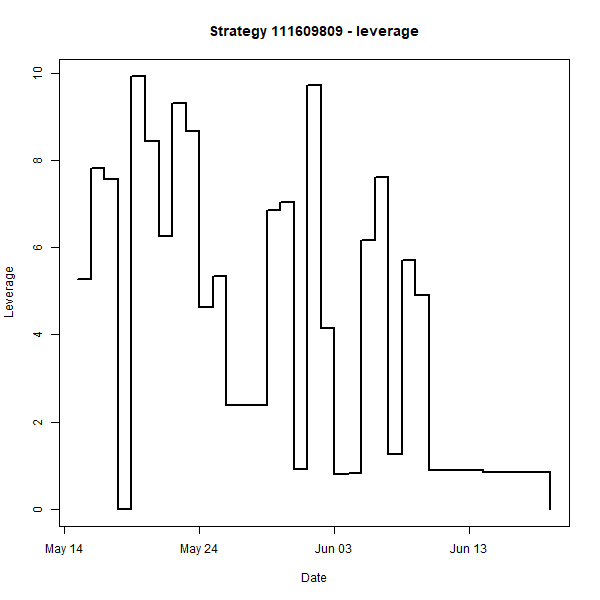 Strategy 111609809 - leverage
Leverage
10
8
6
4
2
0
May 14
May 24
Jun 03
Jun 13
Date